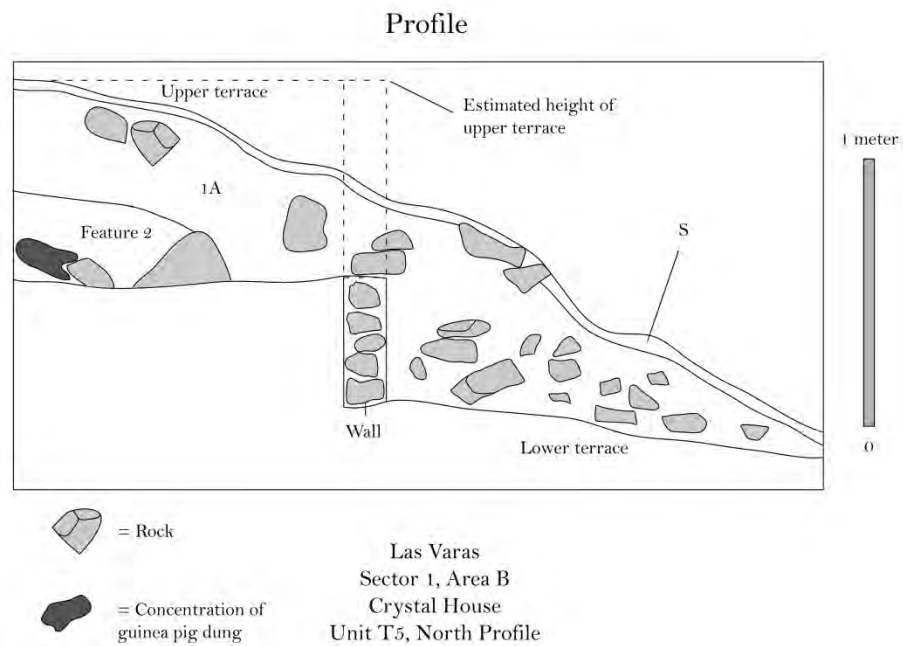 Profile
Upper terrace
Estimated height of
upper terrace
1 meter
1A
S
Feature 2
Wall
Lower terrace
0
= Rock
= Concentration of
guinea pig dung
Las Varas
Sector 1, Area B
Crystal House
Unit T5, North Profile